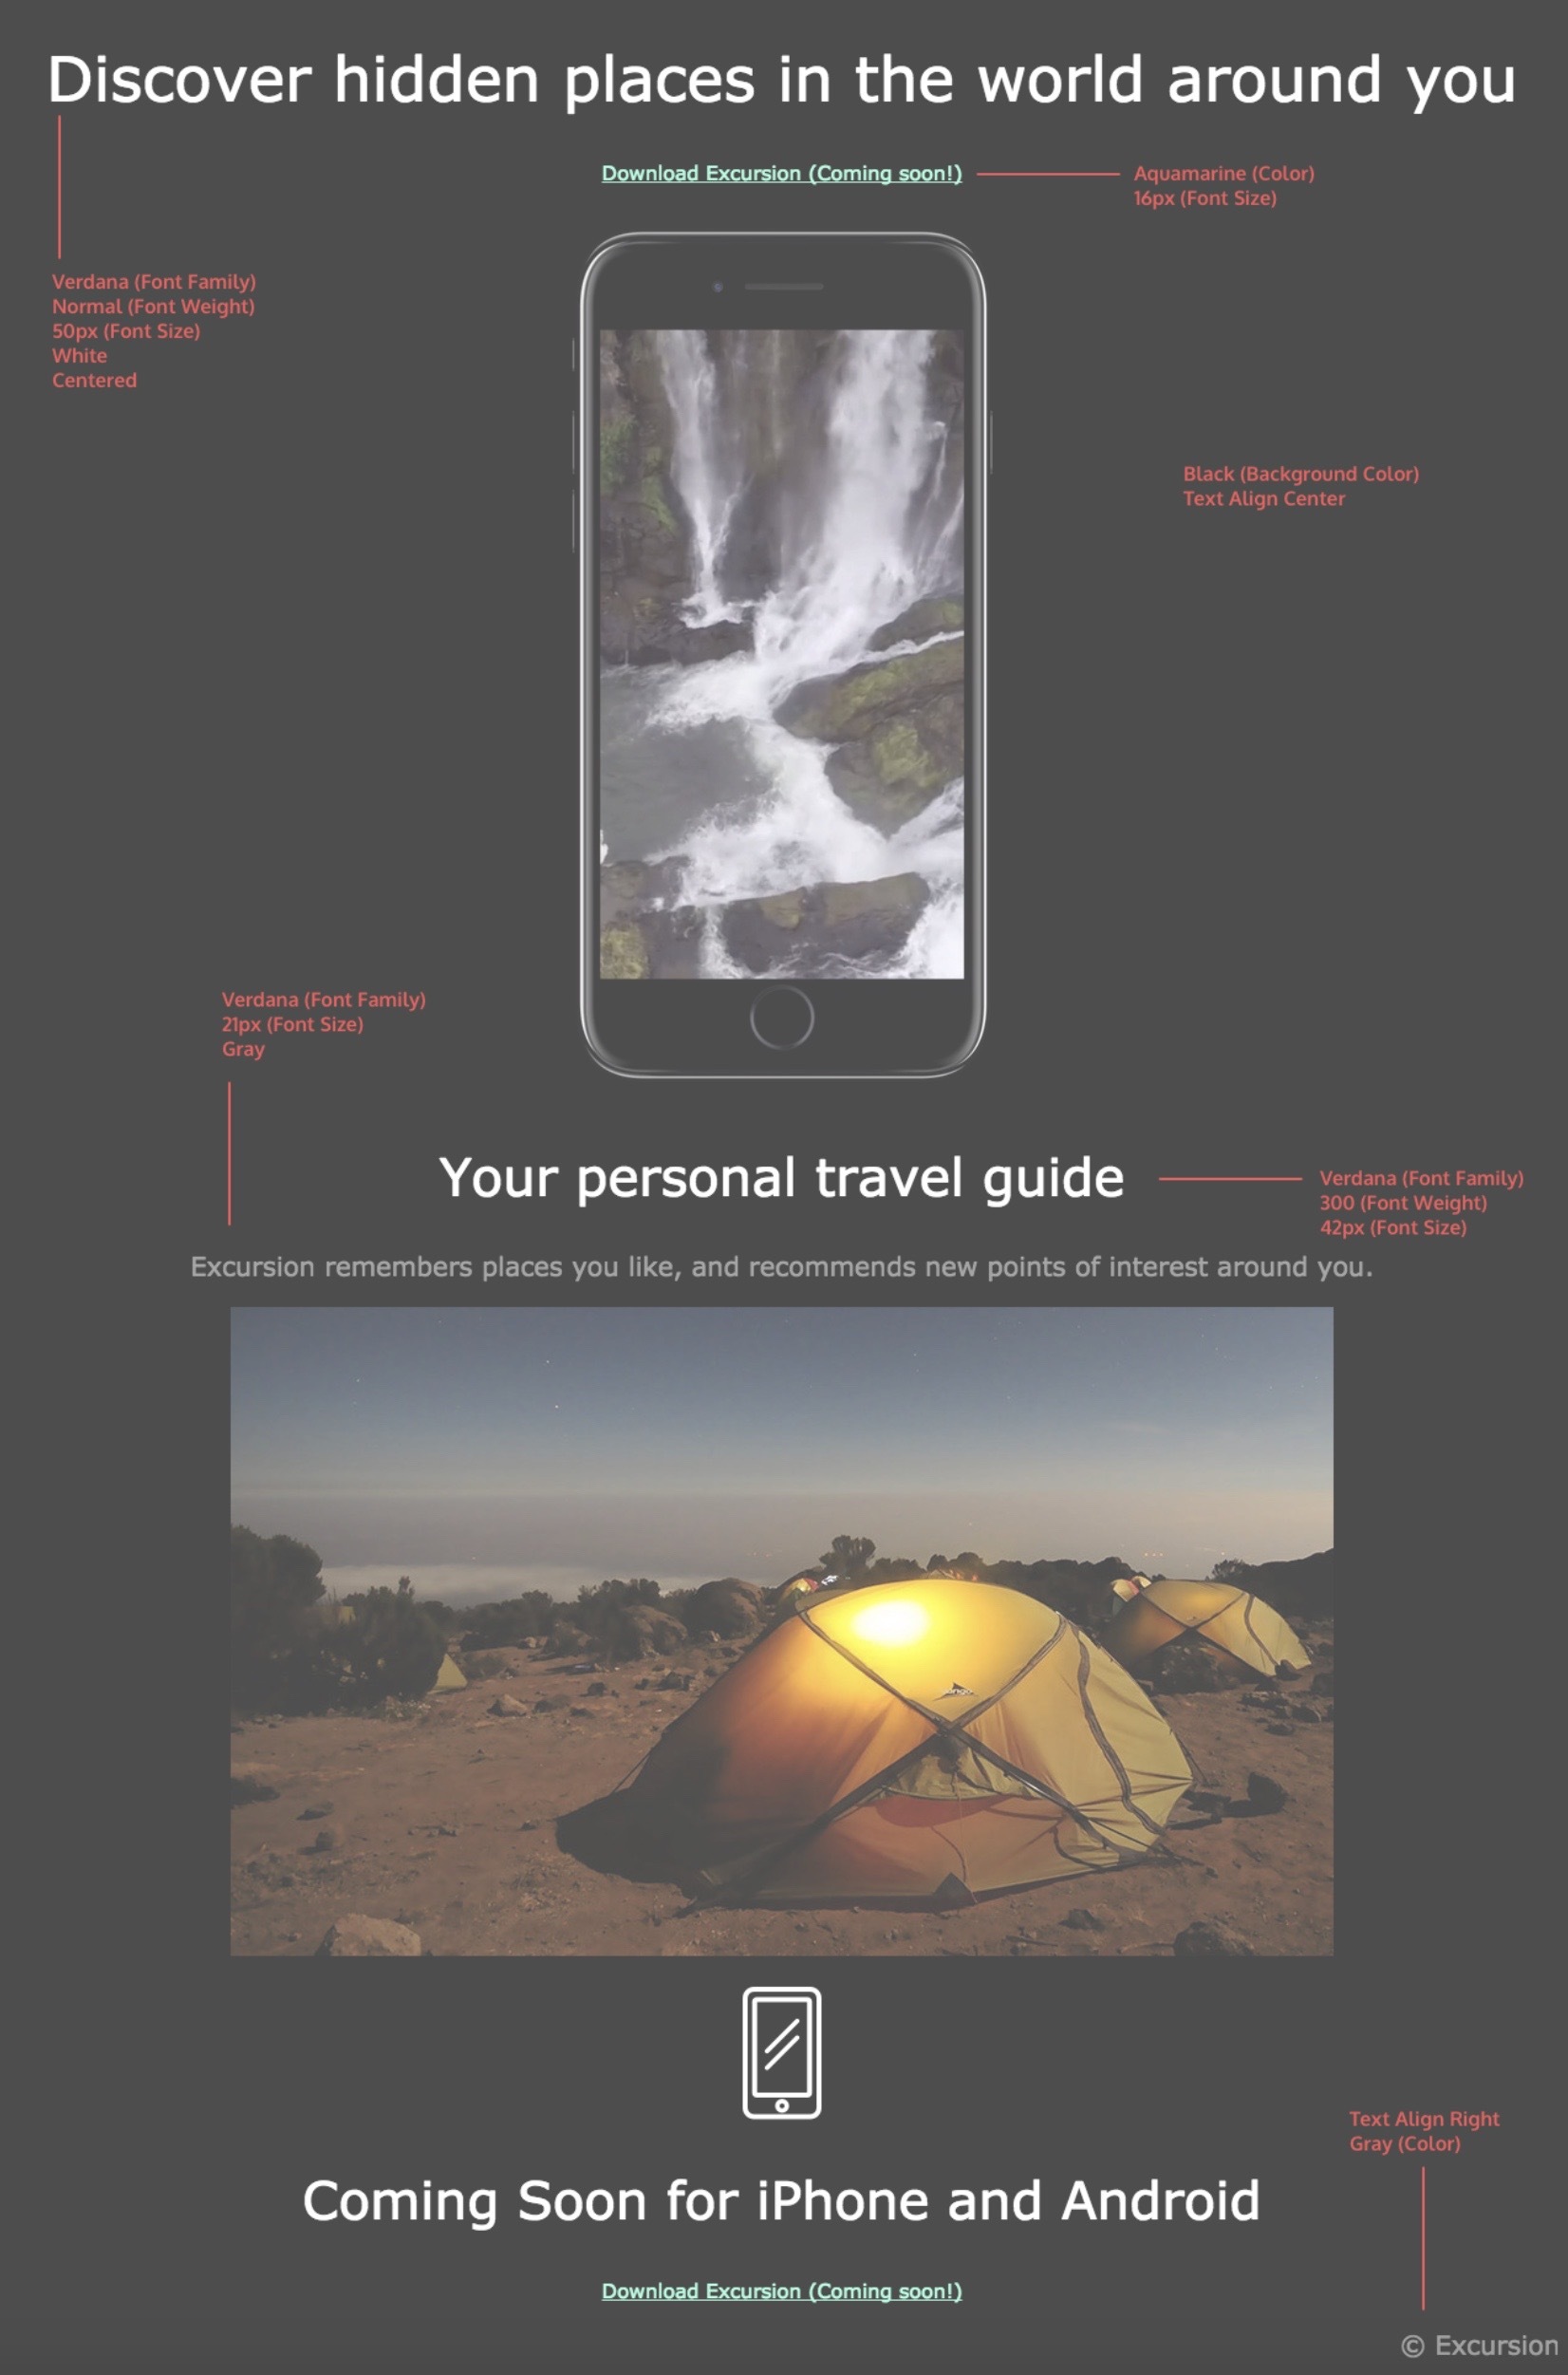 Discover hidden places in the world around you
Download Excursion (Coming soon!)
Aquamarine (Color)
16px (Font Size)
Verdana (Font Family)
Normal (Font Weight)
50px (Font Size)
White
Centered
Black (Background Color)
Text Align Center
Verdana (Font Family)
21px (Font Size)
Gray
Your personal travel guide
Verdana (Font Family)
300 (Font Weight)
42px (Font Size)
Excursion remembers places you like, and recommends new points of interest around you.
Text Align Right
Gray (Color)
Coming Soon for iPhone and Android
Download Excursion (Coming soon!)
© Excursion